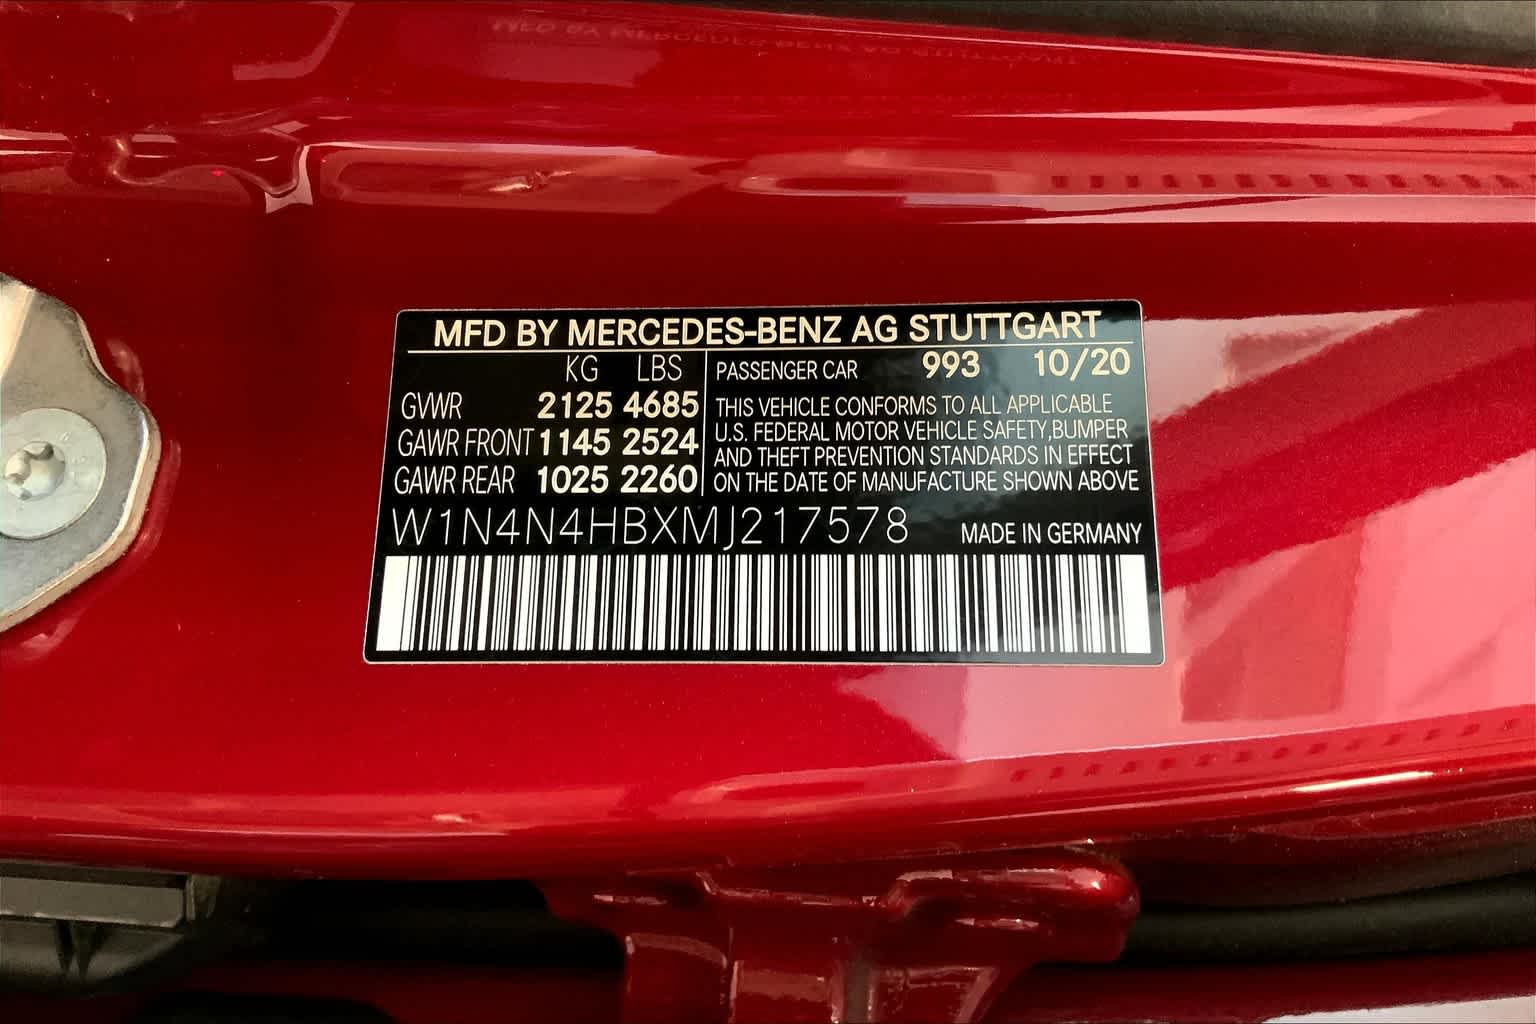 MFD BY MERCEDES-BENZ AG STUTTGART
KG LBS
GVWR 2125 4685
GAWR FRONT 1145 2524
GAWR REAR 1025 2260
PASSENGER CAR 993 10/20
THIS VEHICLE CONFORMS TO ALL APPLICABLE
U.S. FEDERAL MOTOR VEHICLE SAFETY,BUMPER
AND THEFT PREVENTION STANDARDS IN EFFECT
ON THE DATE OF MANUFACTURE SHOWN ABOVE
W1N4N4HBXMJ217578
MADE IN GERMANY